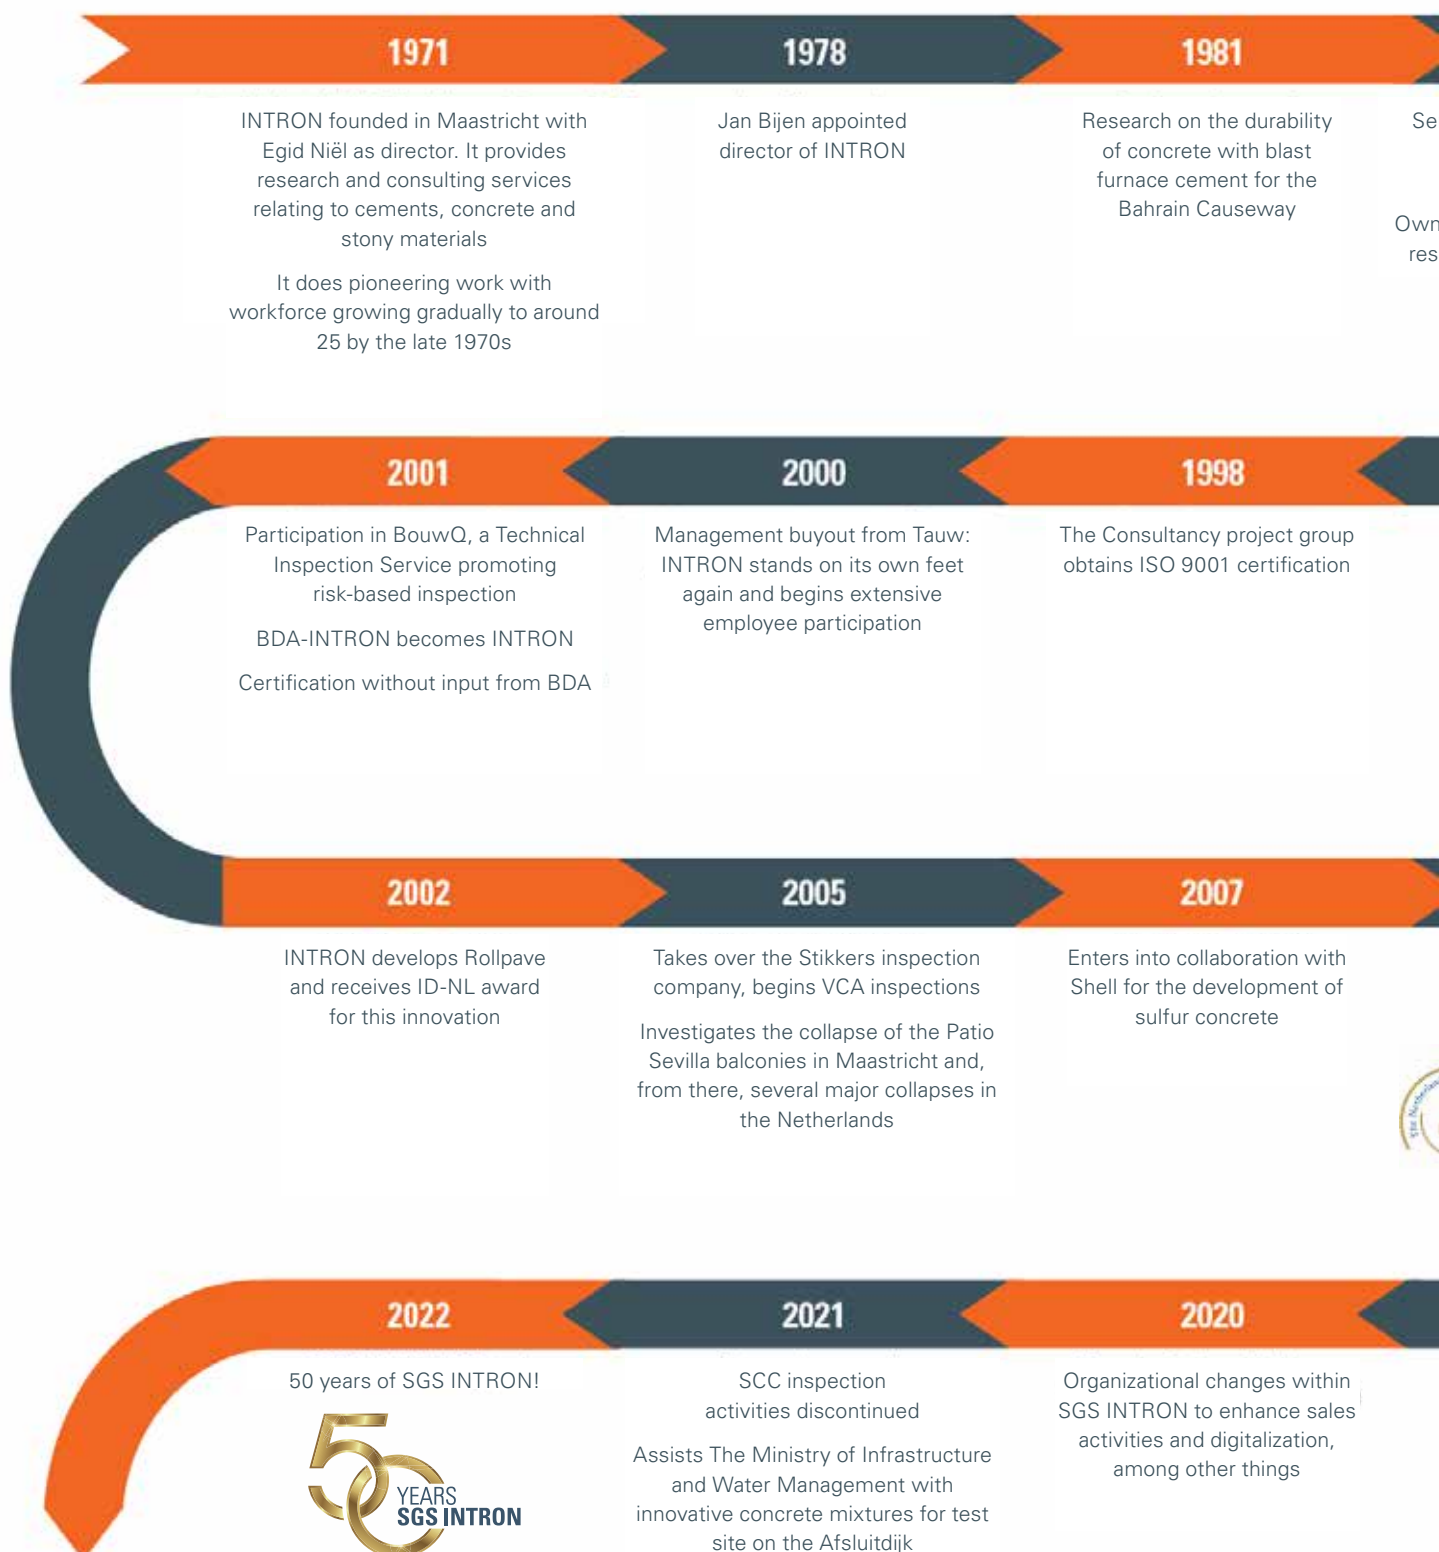 1971
INTRON founded in Maastricht with
Egid Niël as director. It provides
research and consulting services
relating to cements, concrete and
stony materials
It does pioneering work with
workforce growing gradually to around
25 by the late 1970s
1978
Jan Bijen appointed
director of INTRON
1981
Research on the durability
of concrete with blast
furnace cement for the
Bahrain Causeway
2001
Participation in BouwQ, a Technical
Inspection Service promoting
risk-based inspection
BDA-INTRON becomes INTRON
Certification without input from BDA
2000
Management buyout from Tauw:
INTRON stands on its own feet
again and begins extensive
employee participation
1998
The Consultancy project group
obtains ISO 9001 certification
2002
INTRON develops Rollpave
and receives ID-NL award
for this innovation
2005
Takes over the Stikkers inspection
company, begins VCA inspections
Investigates the collapse of the Patio
Sevilla balconies in Maastricht and,
from there, several major collapses in
the Netherlands
2007
Enters into collaboration with
Shell for the development of
sulfur concrete
2022
50 years of SGS INTRON!
50
YEARS
SGS INTRON
2021
SCC inspection
activities discontinued
Assists The Ministry of Infrastructure
and Water Management with
innovative concrete mixtures for test
site on the Afsluitdijk
2020
Organizational changes within
SGS INTRON to enhance sales
activities and digitalization,
among other things